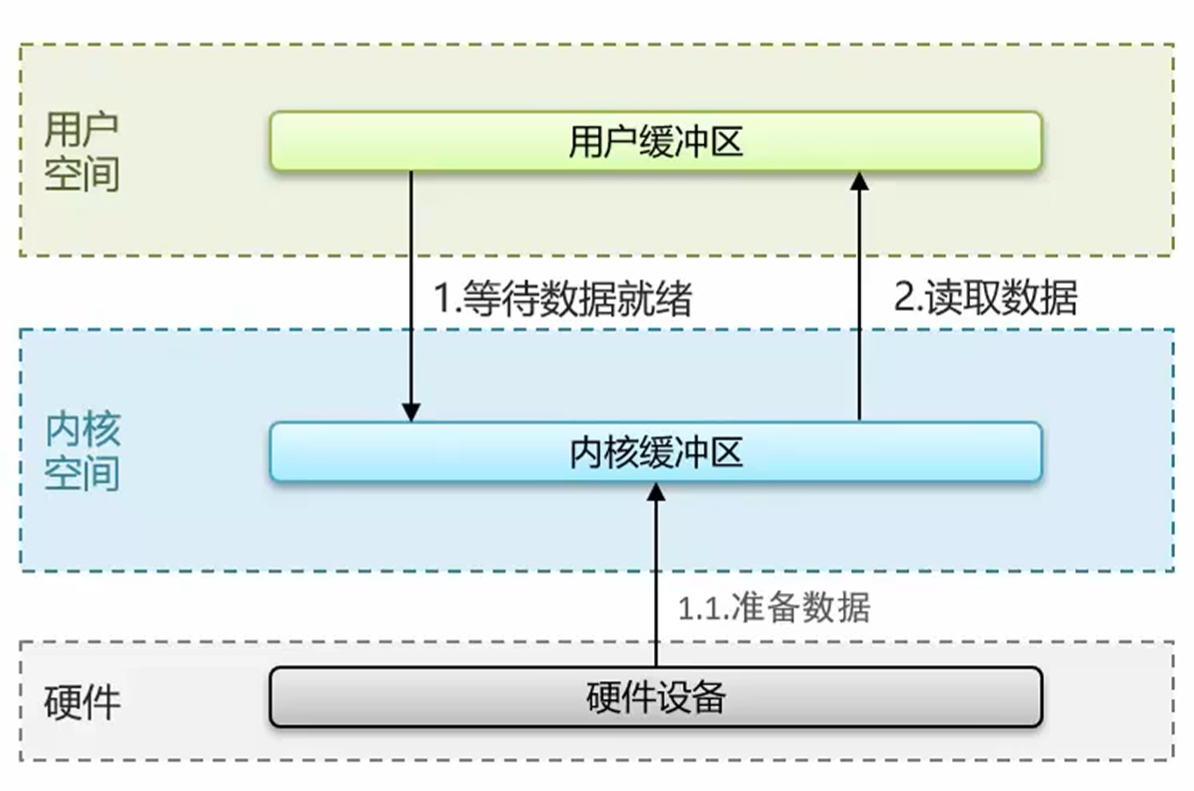 用户
空间
用户缓冲区
1.等待数据就绪
2.读取数据
内核
空间
内核缓冲区
1.1.准备数据
硬件
硬件设备